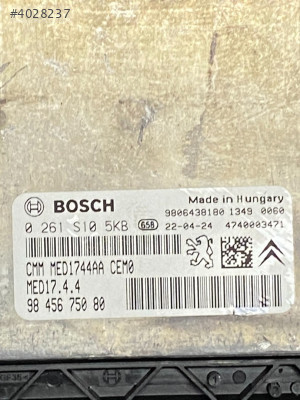 #4028237
BOSCH
Made in Hungary
9806438180 1349 0060
0 261 S10 5KB 658 22-04-24 4740003471
CMM MED1744AA CEM0
MED17.4.4
98 456 750 80